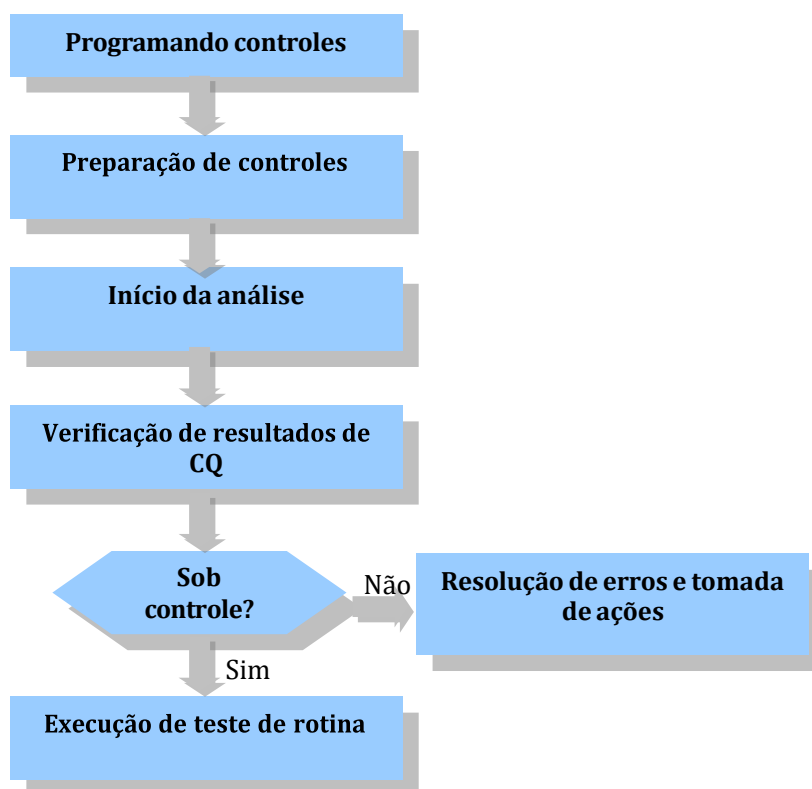 Programando controles
Preparação de controles
Início da análise
Verificação de resultados de
CQ
Sob
controle?
Não
Resolução de erros e tomada
de ações
Sim
Execução de teste de rotina